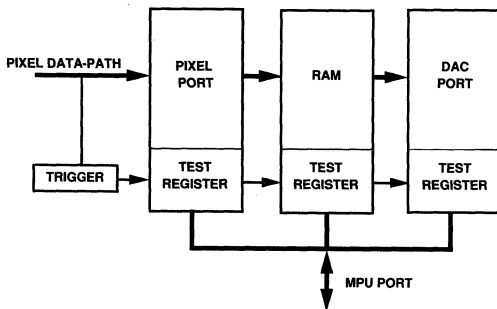 PIXEL DATA-PATH
PIXEL
PORT
RAM
DAC
PORT
TRIGGER
TEST
REGISTER
TEST
REGISTER
TEST
REGISTER
MPU PORT